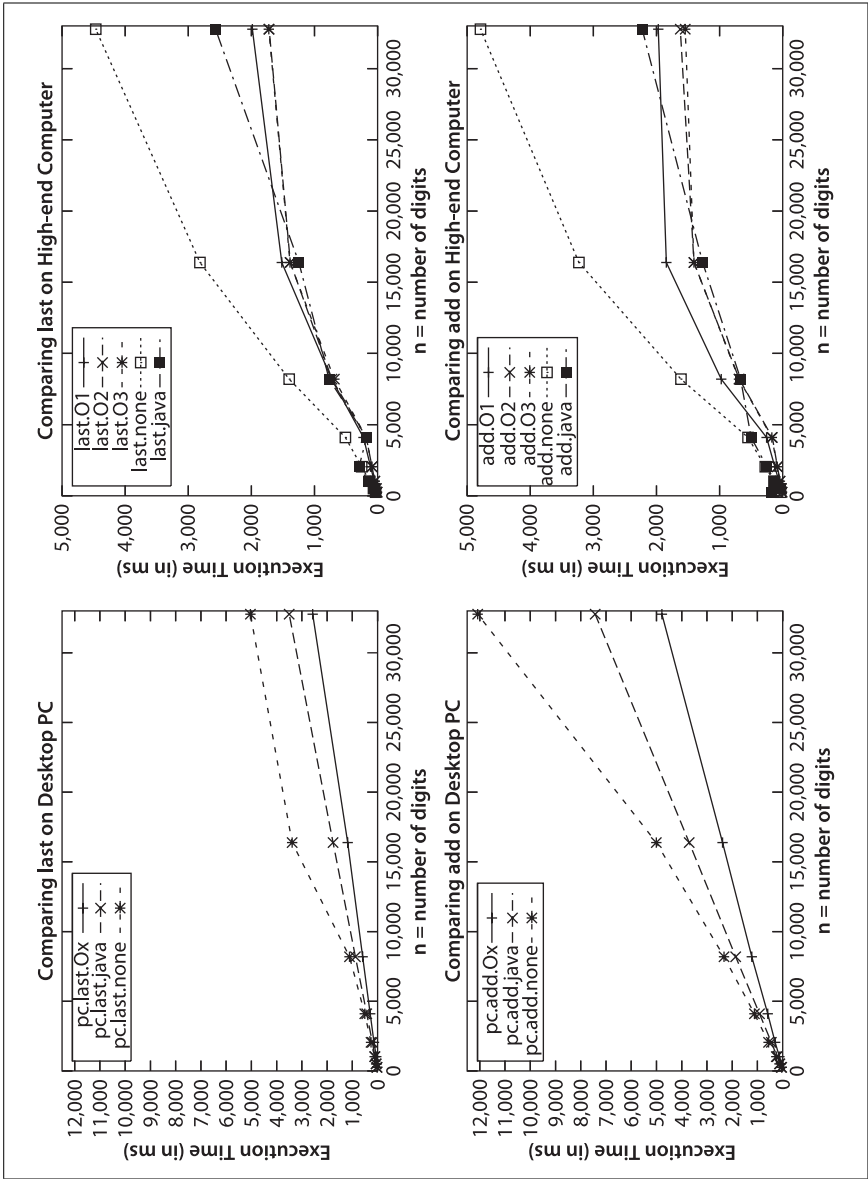 Comparing last on Desktop PC
pc.last.Ox
pc.last.java
pc.last.none
Execution Time (in ms)
12,000
11,000
10,000
9,000
8,000
7,000
6,000
5,000
4,000
3,000
2,000
1,000
0
0
5,000
10,000
15,000
20,000
25,000
30,000
n = number of digits
Comparing last on High-end Computer
last.O1
last.O2
last.O3
last.none
last.java
Execution Time (in ms)
5,000
4,000
3,000
2,000
1,000
0
0
5,000
10,000
15,000
20,000
25,000
30,000
n = number of digits
Comparing add on Desktop PC
pc.add.Ox
pc.add.java
pc.add.none
Execution Time (in ms)
12,000
11,000
10,000
9,000
8,000
7,000
6,000
5,000
4,000
3,000
2,000
1,000
0
0
5,000
10,000
15,000
20,000
25,000
30,000
n = number of digits
Comparing add on High-end Computer
add.O1
add.O2
add.O3
add.none
add.java
Execution Time (in ms)
5,000
4,000
3,000
2,000
1,000
0
0
5,000
10,000
15,000
20,000
25,000
30,000
n = number of digits